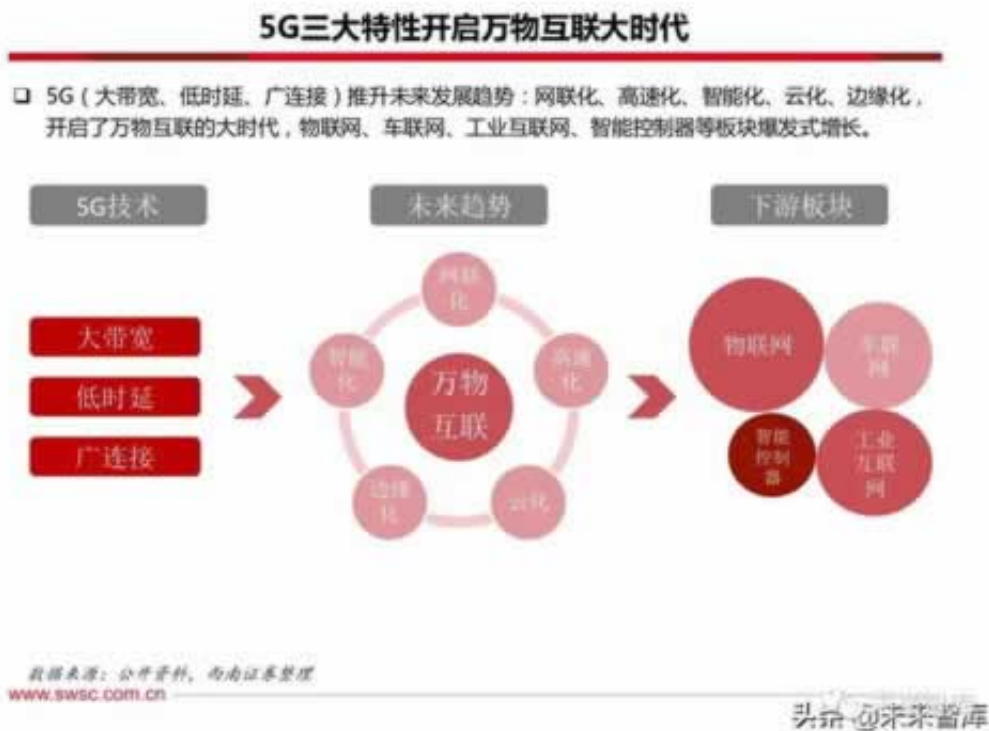 5G三大特性开启万物互联大时代
5G（大带宽、低时延、广连接）推升未来发展趋势：网联化、高速化、智能化、云化、边缘化，
开启了万物互联的大时代，物联网、车联网、工业互联网、智能控制器等板块爆发式增长。
5G技术
未来趋势
下游板块
大带宽
低时延
广连接
网联
化
智能
化
高速
化
万物
互联
边缘
化
云化
物联网
车联
网
智能
控制
器
工业
互联
网
数据来源：公开资料，西南证券整理
www.swsc.com.cn
头条 @未来智库